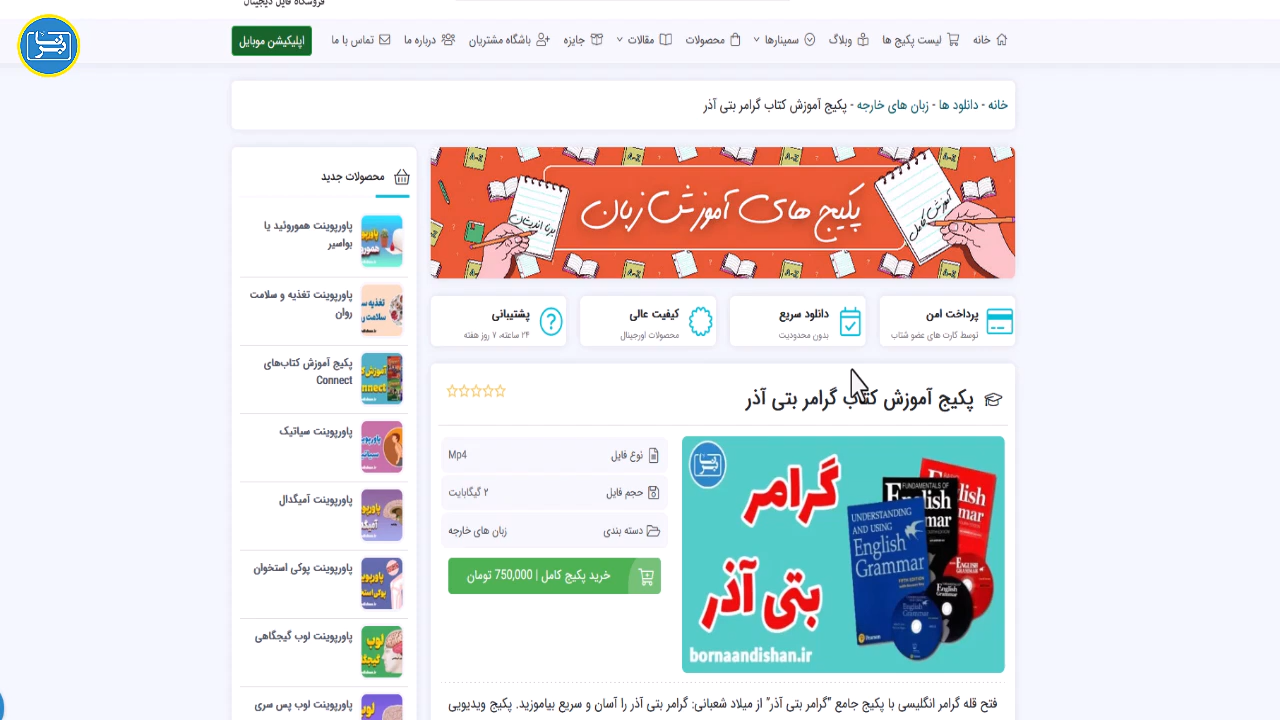 فروشگاه فایل دیجیتال
خانه
لیست پکیج ها
وبلاگ
سمینارها
محصولات
مقالات
جایزه
باشگاه مشتریان
درباره ما
تماس با ما
اپلیکیشن موبایل
خانه - دانلود ها - زبان های خارجه - پکیج آموزش کتاب گرامر بتی آذر
پکیج های آموزش زبان
آموزش کامل
برنا اندیشان
پرداخت امن
توسط کارت های عضو شتاب
دانلود سریع
بدون محدودیت
کیفیت عالی
محصولات اورجینال
پشتیبانی
۲۴ ساعته، ۷ روز هفته
پکیج آموزش کتاب گرامر بتی آذر
گرامر
بتی آذر
UNDERSTANDING
AND USING
English
Grammar
FIFTH EDITION
Pearson
FUNDAMENTALS OF
English
bornaandishan.ir
نوع فایل
Mp4
حجم فایل
۲ گیگابایت
دسته بندی
زبان های خارجه
خرید پکیج کامل | 750,000 تومان
فتح قله گرامر انگلیسی با پکیج جامع "گرامر بتی آذر" از میلاد شعبانی: گرامر بتی آذر را آسان و سریع بیاموزید. پکیج ویدیویی
محصولات جدید
پاورپوینت هموروئید یا
بواسیر
پاورپوینت تغذیه و سلامت
روان
پکیج آموزش کتاب‌های
Connect
پاورپوینت سیاتیک
پاورپوینت آمیگدال
پاورپوینت پوکی استخوان
پاورپوینت لوب گیجگاهی
پاورپوینت لوب پس سری